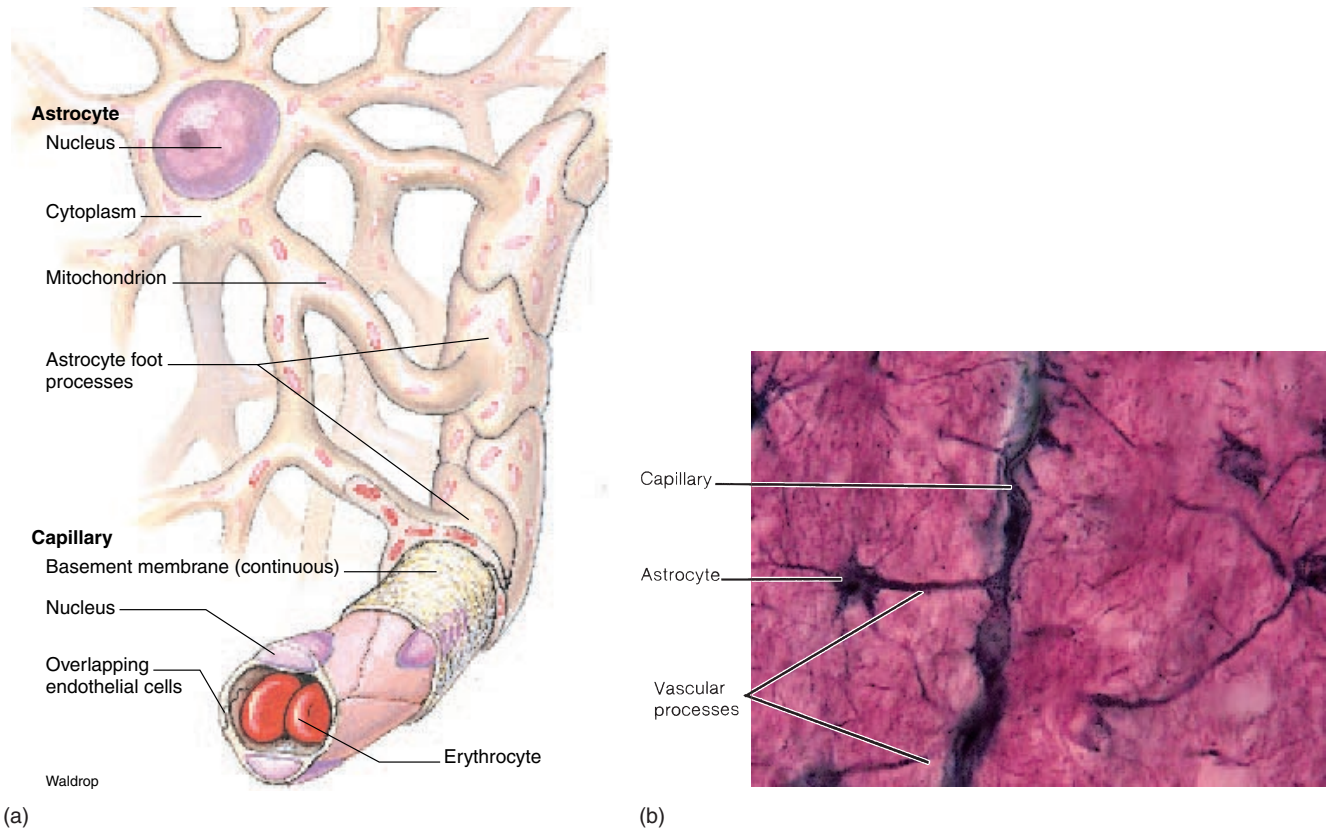 Astrocyte
Nucleus
Cytoplasm
Mitochondrion
Astrocyte foot
processes
Capillary
Basement membrane (continuous)
Nucleus
Overlapping
endothelial cells
Erythrocyte
Waldrop
(a)
Capillary
Astrocyte
Vascular
processes
(b)